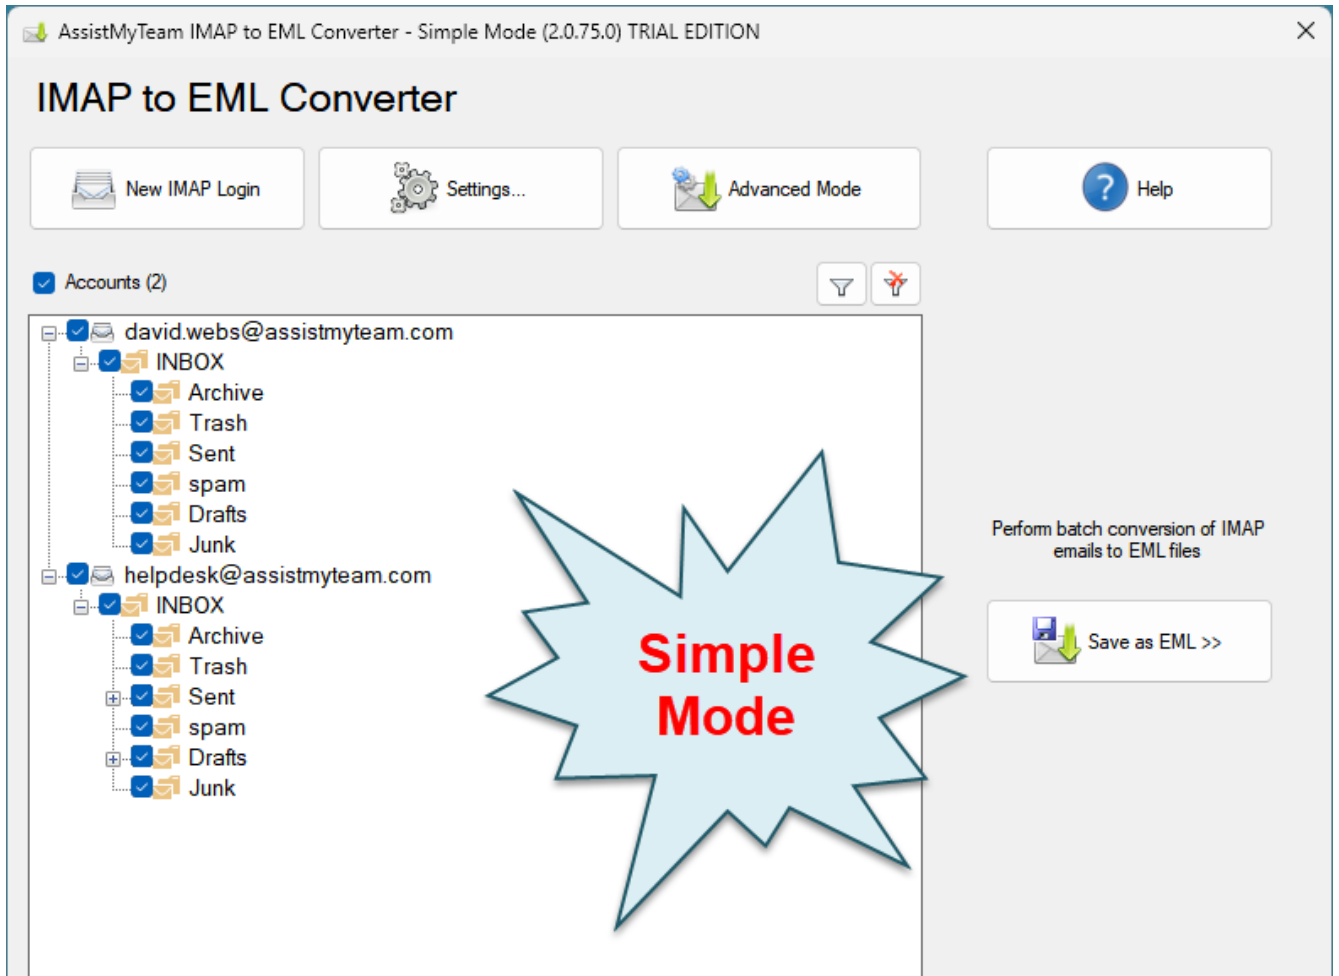 AssistMyTeam IMAP to EML Converter - Simple Mode (2.0.75.0) TRIAL EDITION
IMAP to EML Converter
New IMAP Login
Settings...
Advanced Mode
Help
Accounts (2)
david.webs@assistmyteam.com
INBOX
Archive
Trash
Sent
spam
Drafts
Junk
helpdesk@assistmyteam.com
INBOX
Archive
Trash
Sent
spam
Drafts
Junk
Simple
Mode
Perform batch conversion of IMAP
emails to EML files
Save as EML >>